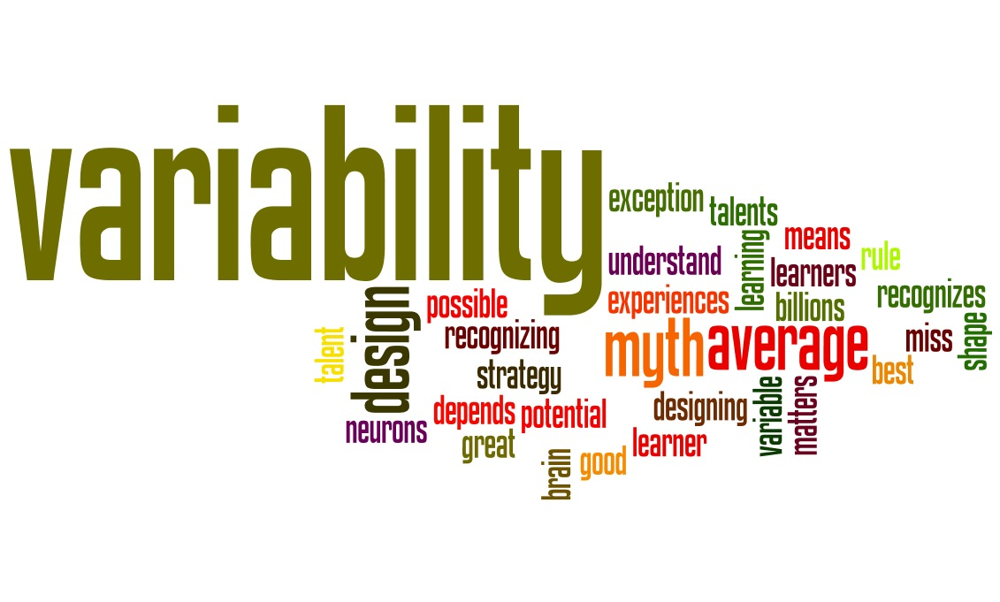 variability
exception
talents
means
understand
learning
learners
rule
experiences
billions
recognizes
design
possible
recognizing
talent
strategy
myth
average
miss
shape
best
neurons
depends
potential
designing
variable
matters
great
learner
brain
good